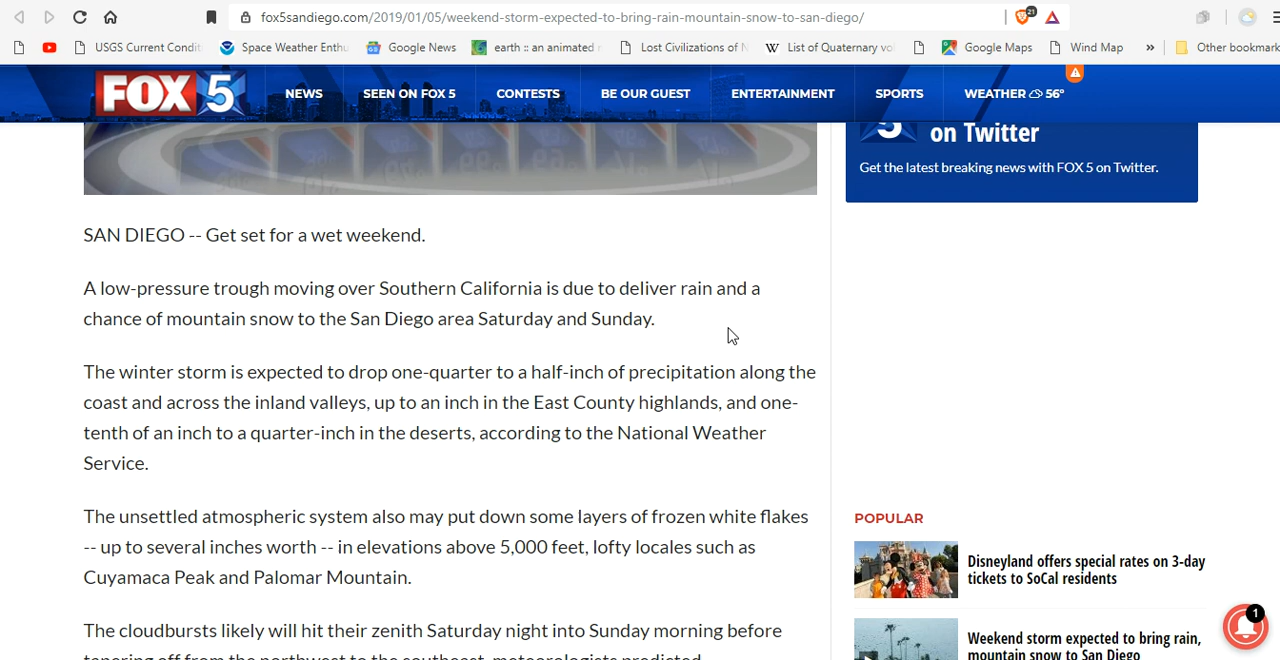 fox5sandiego.com/2019/01/05/weekend-storm-expected-to-bring-rain-mountain-snow-to-san-diego/
21
USGS Current Condit
Space Weather Enthu
Google News
earth :: an animated
Lost Civilizations of N
W List of Quaternary vo
Google Maps
Wind Map
»
Other bookmark
FOX 5
NEWS
SEEN ON FOX 5
CONTESTS
BE OUR GUEST
ENTERTAINMENT
SPORTS
WEATHER 56°
5 on Twitter
Get the latest breaking news with FOX 5 on Twitter.
SAN DIEGO -- Get set for a wet weekend.
A low-pressure trough moving over Southern California is due to deliver rain and a
chance of mountain snow to the San Diego area Saturday and Sunday.
The winter storm is expected to drop one-quarter to a half-inch of precipitation along the
coast and across the inland valleys, up to an inch in the East County highlands, and one-
tenth of an inch to a quarter-inch in the deserts, according to the National Weather
Service.
The unsettled atmospheric system also may put down some layers of frozen white flakes
-- up to several inches worth -- in elevations above 5,000 feet, lofty locales such as
Cuyamaca Peak and Palomar Mountain.
The cloudbursts likely will hit their zenith Saturday night into Sunday morning before
tapering off from the northwest to the southeast, meteorologists predicted.
POPULAR
Disneyland offers special rates on 3-day
tickets to SoCal residents
Weekend storm expected to bring rain,
mountain snow to San Diego
1